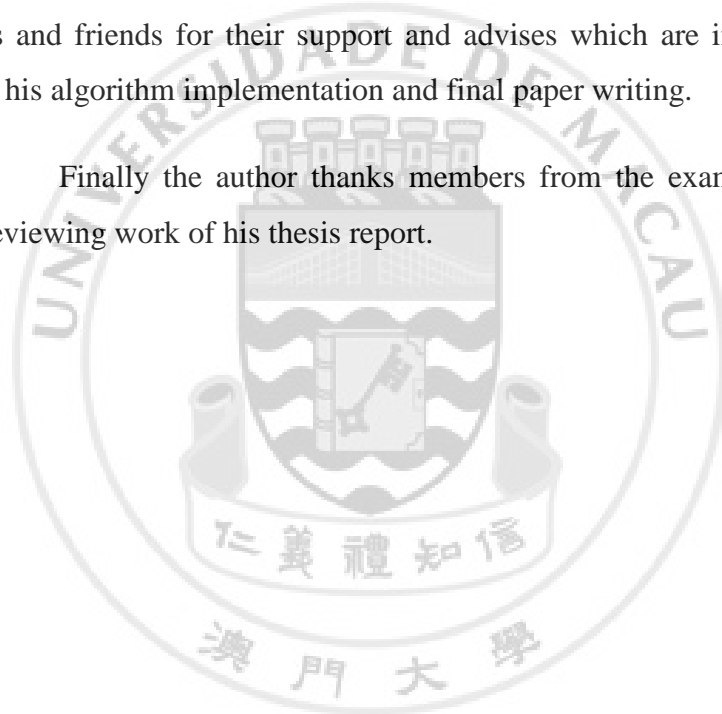 s and friends for their support and advises which are i
his algorithm implementation and final paper writing.
Finally the author thanks members from the exam
eviewing work of his thesis report.
UNIVERSIDADE DE MACAU
仁義禮知信
澳門大學